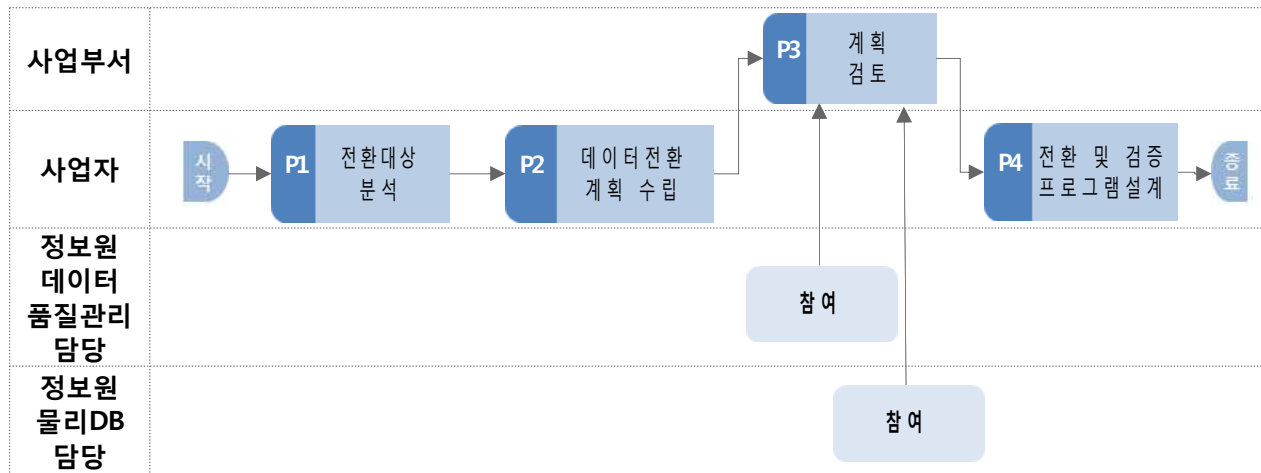 사업부서
P3
계획
검토
사업자
시
작
P1
전환대상
분석
P2
데이터전환
계획 수립
P4
전환 및 검증
프로그램설계
종
료
정보원
데이터
품질관리
담당
참여
정보원
물리DB
담당
참여